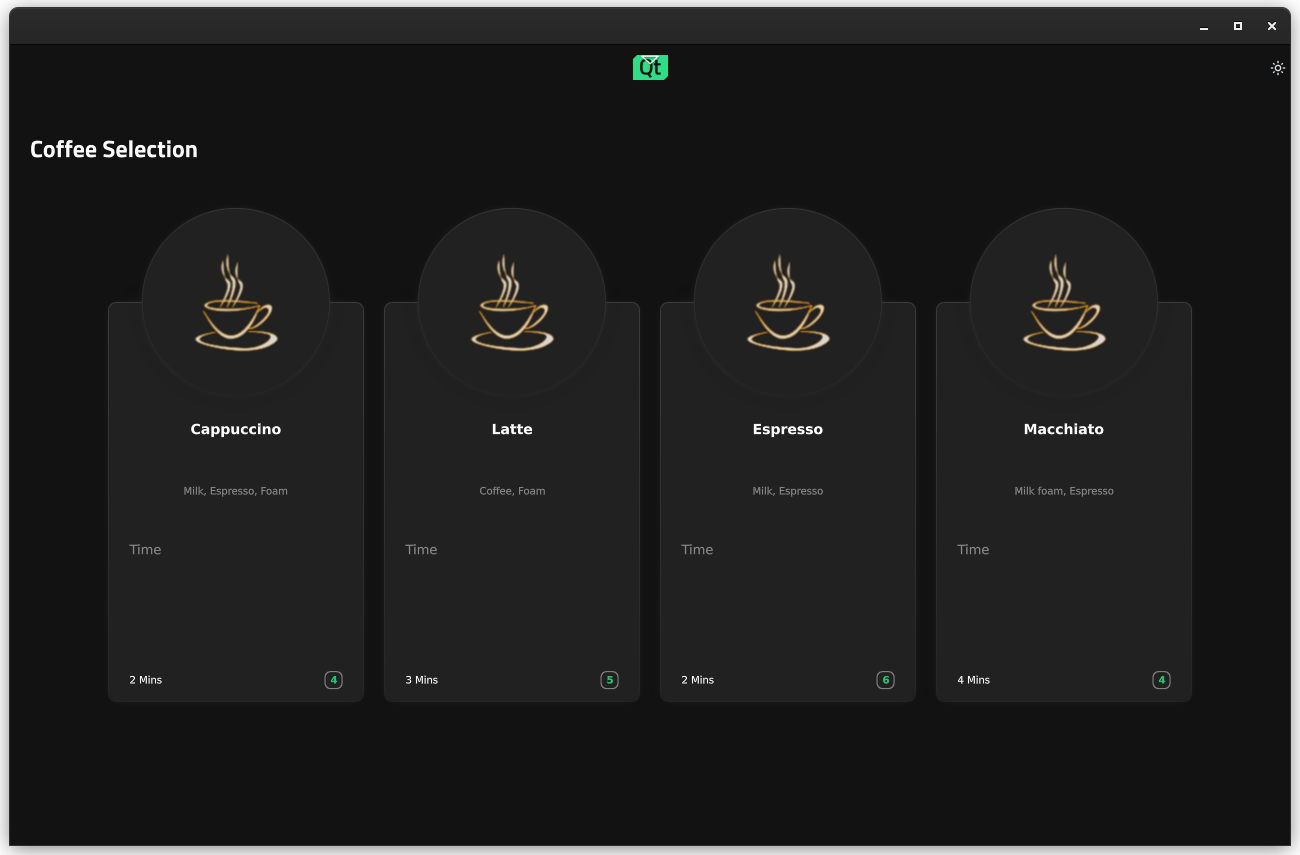 Qt
Coffee Selection
Cappuccino
Milk, Espresso, Foam
Time
2 Mins
4
Latte
Coffee, Foam
Time
3 Mins
5
Espresso
Milk, Espresso
Time
2 Mins
6
Macchiato
Milk foam, Espresso
Time
4 Mins
4